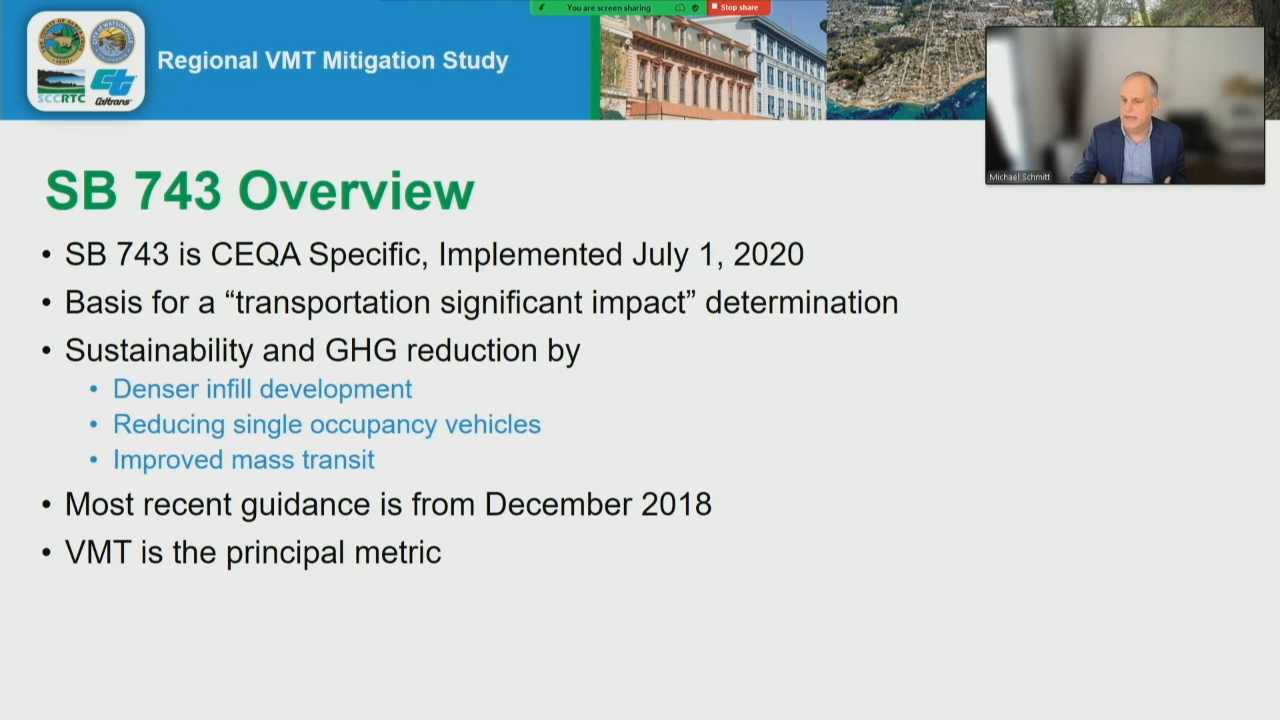 You are screen sharing
Stop share
Regional VMT Mitigation Study
SCCRTC
Caltrans
Michael Schmitt
SB 743 Overview
• SB 743 is CEQA Specific, Implemented July 1, 2020
• Basis for a “transportation significant impact” determination
• Sustainability and GHG reduction by
• Denser infill development
• Reducing single occupancy vehicles
• Improved mass transit
• Most recent guidance is from December 2018
• VMT is the principal metric